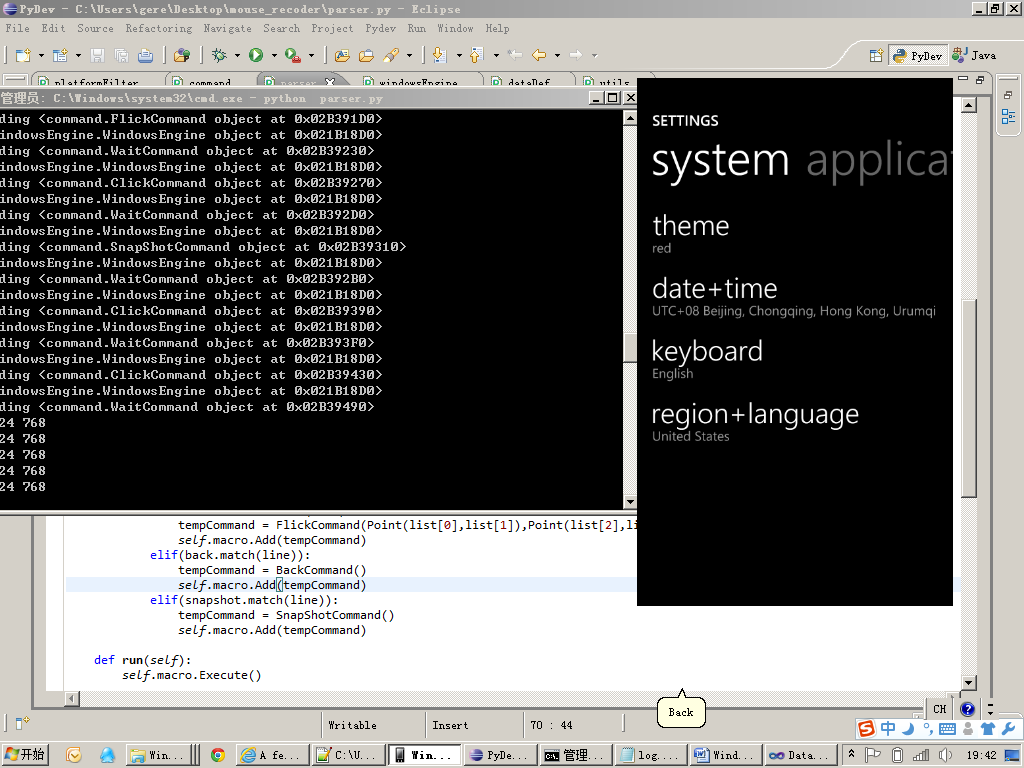 PyDev - C:\Users\gere\Desktop\mouse_recoder\parser.py - Eclipse
File Edit Source Refactoring Navigate Search Project Pydev Run Window Help
PyDev Java
platformFilter command parser windowsEngine dataDef utils
管理员: C:\Windows\system32\cmd.exe - python parser.py
ding <command.FlickCommand object at 0x02B391D0>
indowsEngine.WindowsEngine object at 0x021B18D0>
ding <command.WaitCommand object at 0x02B39230>
indowsEngine.WindowsEngine object at 0x021B18D0>
ding <command.ClickCommand object at 0x02B39270>
indowsEngine.WindowsEngine object at 0x021B18D0>
ding <command.WaitCommand object at 0x02B392D0>
indowsEngine.WindowsEngine object at 0x021B18D0>
ding <command.SnapShotCommand object at 0x02B39310>
indowsEngine.WindowsEngine object at 0x021B18D0>
ding <command.WaitCommand object at 0x02B392B0>
indowsEngine.WindowsEngine object at 0x021B18D0>
ding <command.ClickCommand object at 0x02B39390>
indowsEngine.WindowsEngine object at 0x021B18D0>
ding <command.WaitCommand object at 0x02B393F0>
indowsEngine.WindowsEngine object at 0x021B18D0>
ding <command.ClickCommand object at 0x02B39430>
indowsEngine.WindowsEngine object at 0x021B18D0>
ding <command.WaitCommand object at 0x02B39490>
24 768
24 768
24 768
24 768
24 768
SETTINGS
system applica
theme
red
date+time
UTC+08 Beijing, Chongqing, Hong Kong, Urumqi
keyboard
English
region+language
United States
tempCommand = FlickCommand(Point(list[0],list[1]),Point(list[2],li
self.macro.Add(tempCommand)
elif(back.match(line)):
tempCommand = BackCommand()
self.macro.Add(tempCommand)
elif(snapshot.match(line)):
tempCommand = SnapShotCommand()
self.macro.Add(tempCommand)
def run(self):
self.macro.Execute()
Back
CH
Writable Insert 70 : 44
中
开始 Win... A fe... C:\U... Win... PyDe... 管理... log.... Wind... Data... 19:42